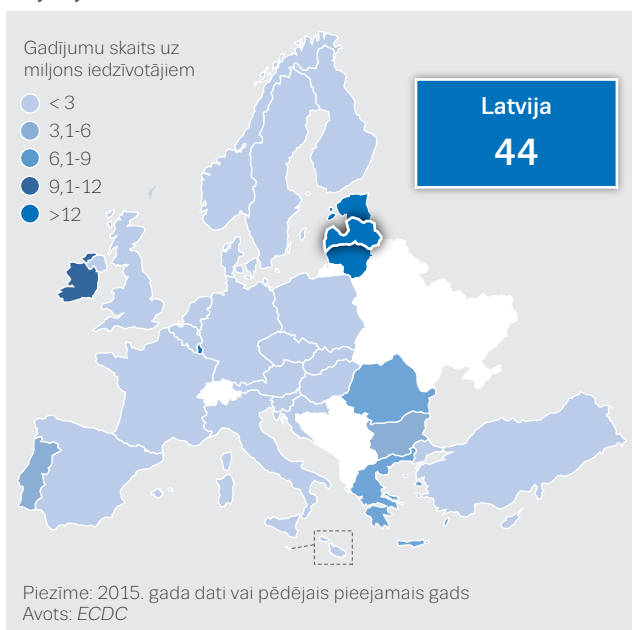 Gadījumu skaits uz
miljons iedzīvotājiem
< 3
3,1-6
6,1-9
9,1-12
>12
Latvija
44
Piezīme: 2015. gada dati vai pēdējais pieejamais gads
Avots: ECDC